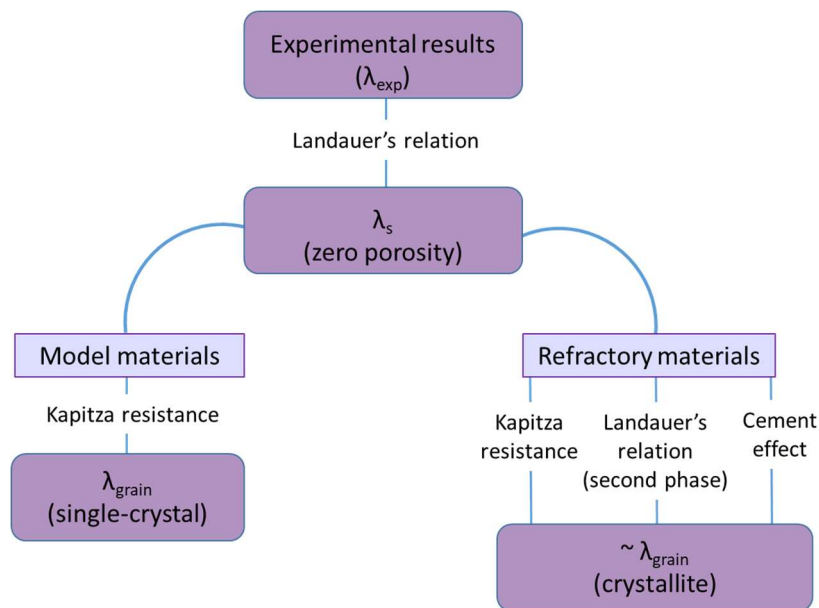 Experimental results
(λexp)
Landauer’s relation
λs
(zero porosity)
Model materials
Kapitza resistance
λgrain
(single-crystal)
Refractory materials
Kapitza
resistance
Landauer’s
relation
(second phase)
Cement
effect
~ λgrain
(crystallite)